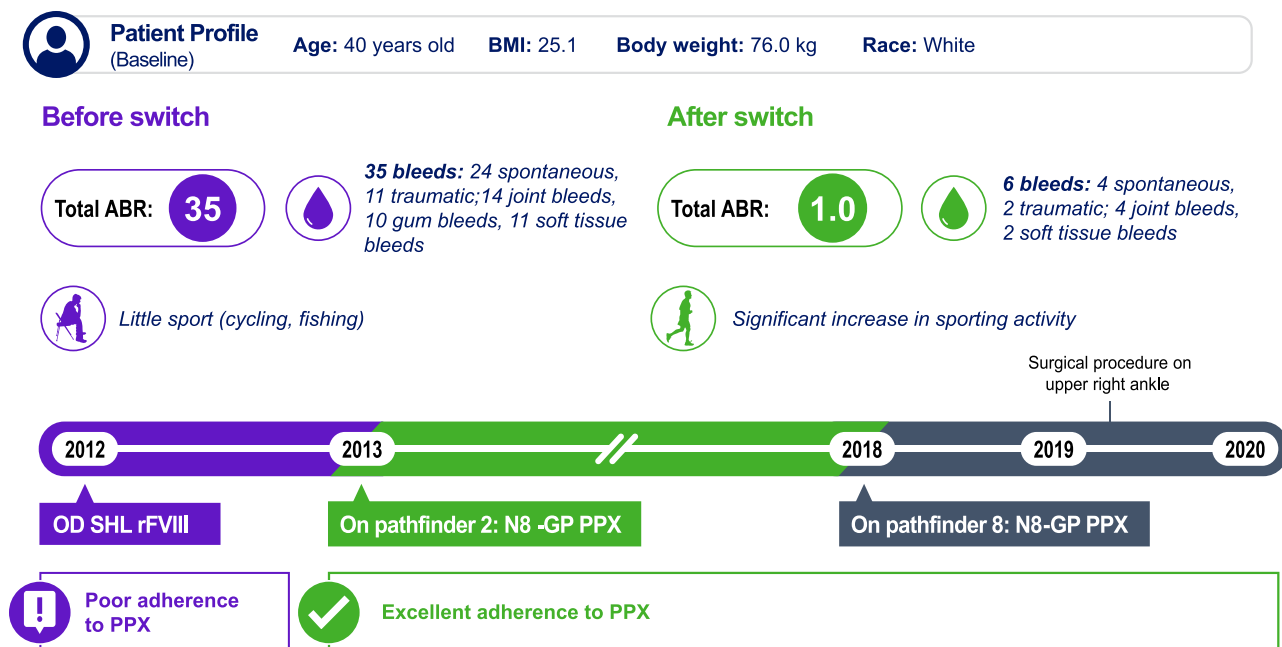 Patient Profile
(Baseline)
Age: 40 years old BMI: 25.1 Body weight: 76.0 kg Race: White
Before switch
Total ABR: 35
35 bleeds: 24 spontaneous,
11 traumatic;14 joint bleeds,
10 gum bleeds, 11 soft tissue
bleeds
Little sport (cycling, fishing)
After switch
Total ABR: 1.0
6 bleeds: 4 spontaneous,
2 traumatic; 4 joint bleeds,
2 soft tissue bleeds
Significant increase in sporting activity
Surgical procedure on
upper right ankle
2012 2013 2018 2019 2020
OD SHL rFVIII
On pathfinder 2: N8 -GP PPX
On pathfinder 8: N8-GP PPX
Poor adherence
to PPX
Excellent adherence to PPX